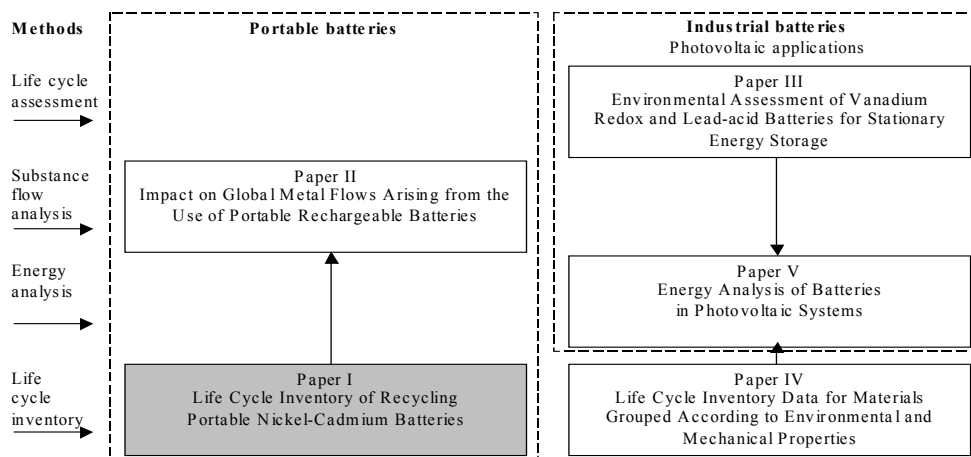 Methods
Life cycle
assessment
Substance
flow
analysis
Energy
analysis
Life
cycle
inventory
Portable batteries
Paper II
Impact on Global Metal Flows Arising from the
Use of Portable Rechargeable Batteries
Paper I
Life Cycle Inventory of Recycling
Portable Nickel-Cadmium Batteries
Industrial batteries
Photovoltaic applications
Paper III
Environmental Assessment of Vanadium
Redox and Lead-acid Batteries for Stationary
Energy Storage
Paper V
Energy Analysis of Batteries
in Photovoltaic Systems
Paper IV
Life Cycle Inventory Data for Materials
Grouped According to Environmental and
Mechanical Properties